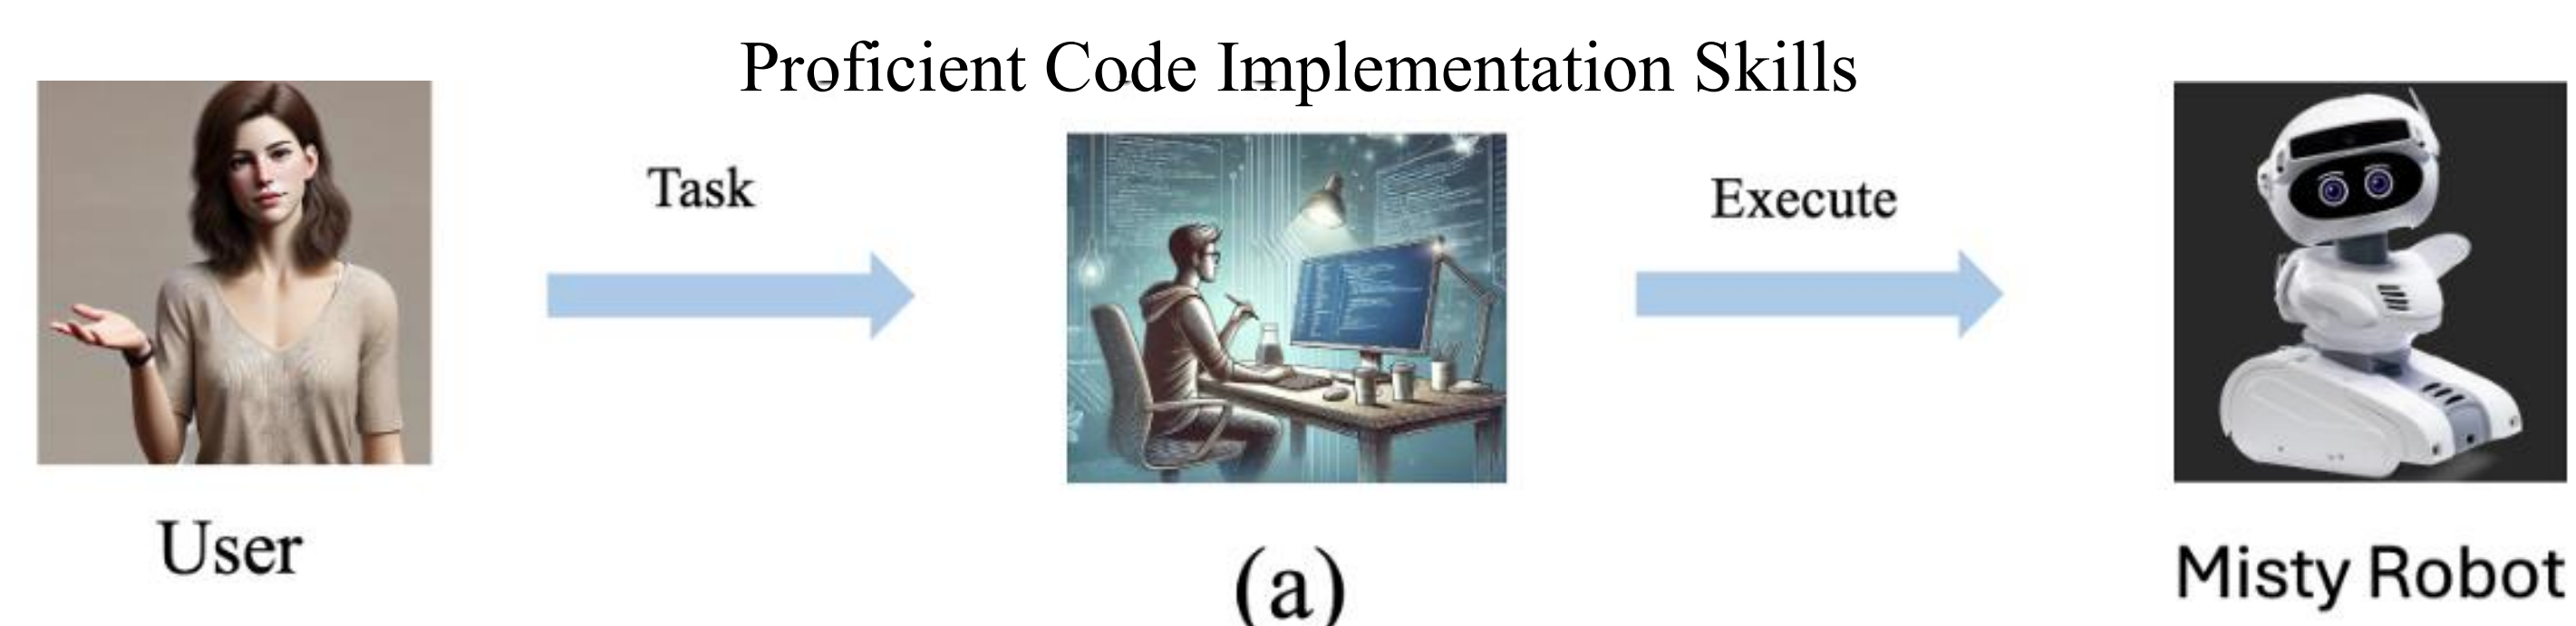 Proficient Code Implementation Skills
Task
Execute
User
(a)
Misty Robot